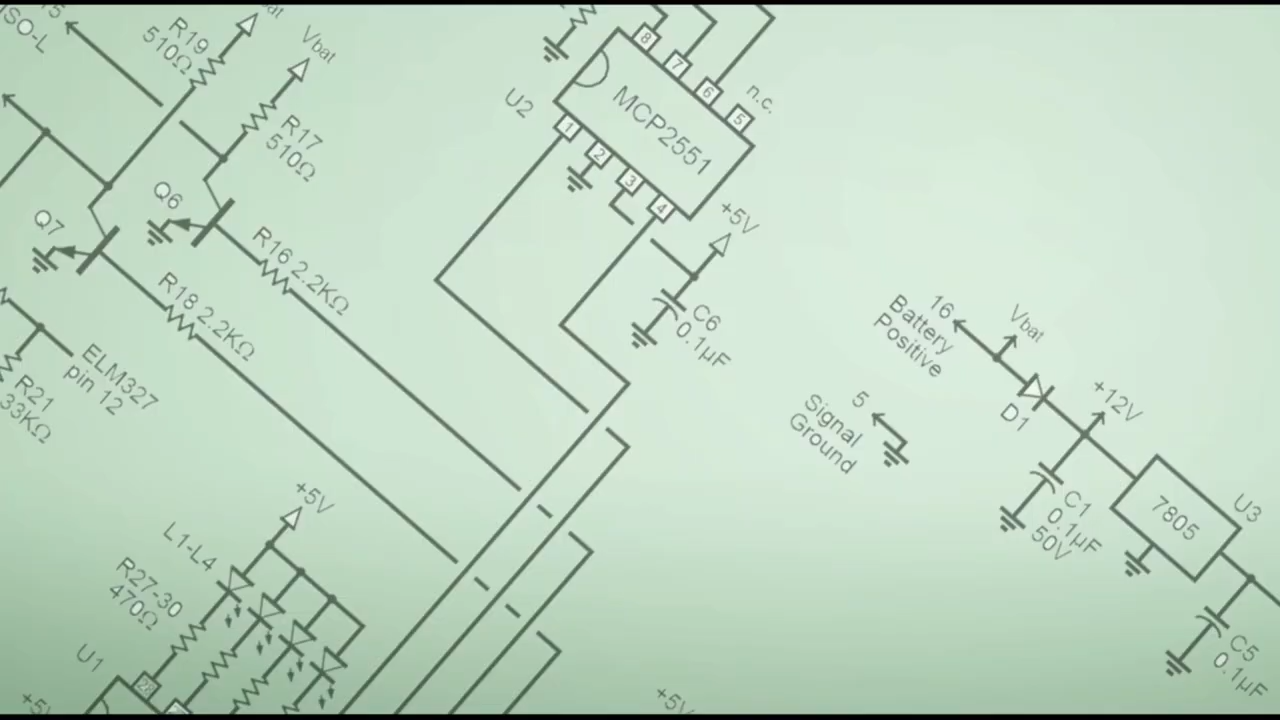 15
ISO-L
R19
510Ω
Vbat
R17
510Ω
Q6
Q7
R16 2.2KΩ
R18 2.2KΩ
ELM327
pin 12
R21
33KΩ
U2
MCP2551
8
7
6
5
n.c.
1
2
3
4
+5V
C6
0.1µF
16
Battery
Positive
Vbat
D1
+12V
5
Signal
Ground
C1
0.1µF
50V
7805
U3
C5
0.1µF
+5V
L1-L4
R27-30
470Ω
U1
28
+5V
+5V